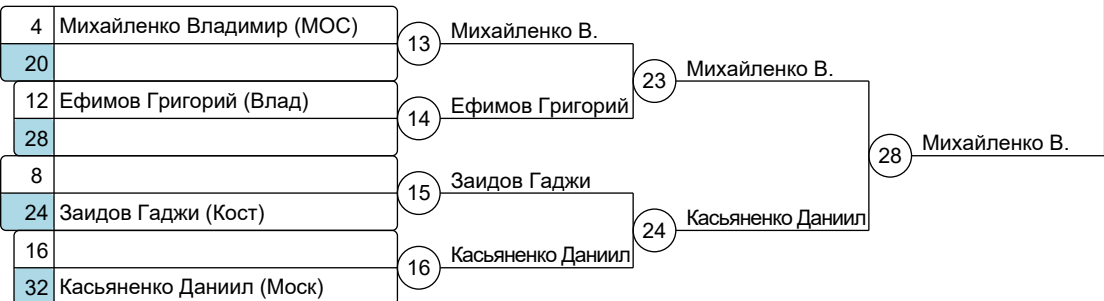 4 Михайленко Владимир (МОС)
20
12 Ефимов Григорий (Влад)
28
8
24 Заидов Гаджи (Кост)
16
32 Касьяненко Даниил (Моск)
13 Михайленко В.
14 Ефимов Григорий
15 Заидов Гаджи
16 Касьяненко Даниил
23 Михайленко В.
24 Касьяненко Даниил
28 Михайленко В.